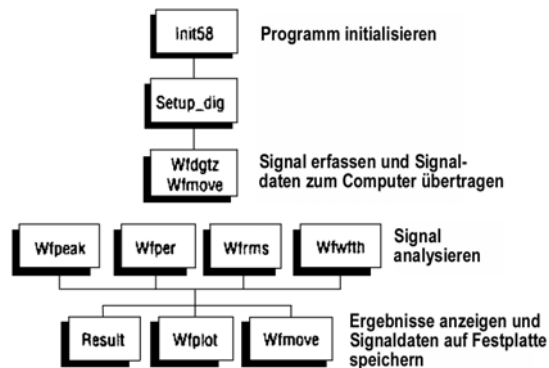 Init58
Programm initialisieren
Setup_dig
Wfdgtz
Wfmove
Signal erfassen und Signal-
daten zum Computer übertragen
Wfpeak
Wfper
Wfrms
Wfwfth
Signal
analysieren
Result
Wfplot
Wfmove
Ergebnisse anzeigen und
Signaldaten auf Festplatte
speichern